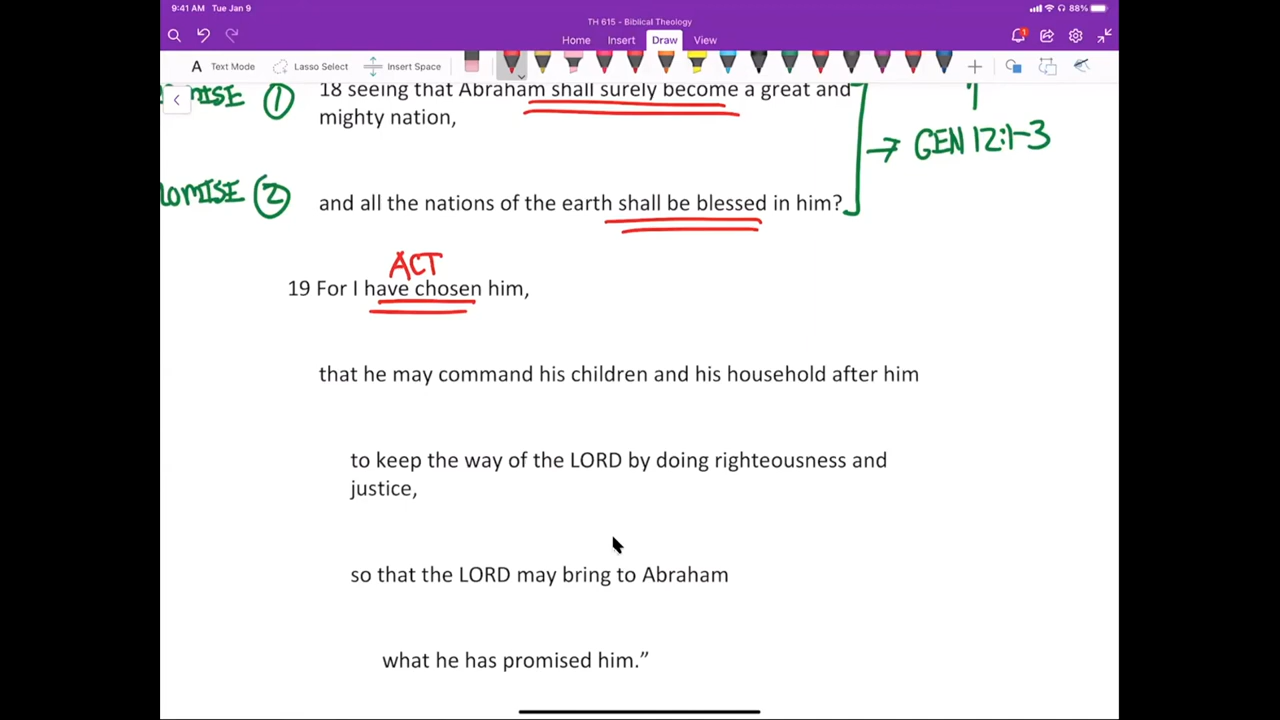 9:41 AM Tue Jan 9
88%
TH 615 - Biblical Theology
Home Insert Draw View
1
A Text Mode Lasso Select Insert Space
18 seeing that Abraham shall surely become a great and
MISE 1
mighty nation,
→ GEN 12:1-3
OMISE 2
and all the nations of the earth shall be blessed in him?
ACT
19 For I have chosen him,
that he may command his children and his household after him
to keep the way of the LORD by doing righteousness and
justice,
so that the LORD may bring to Abraham
what he has promised him.”